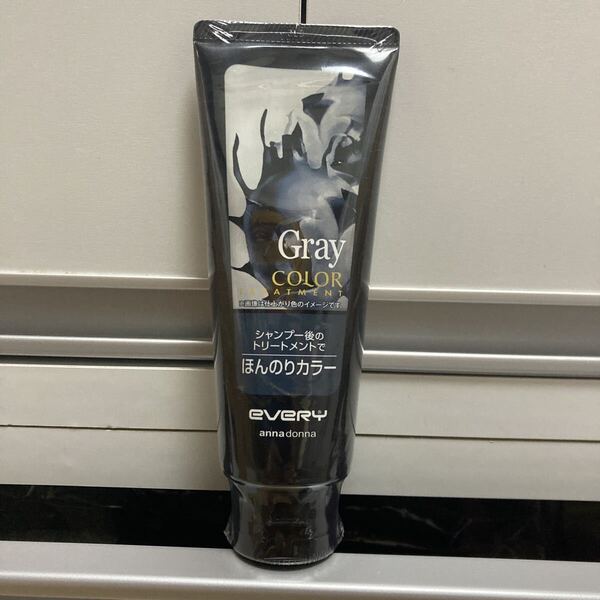 Gray
COLOR
TREATMENT
※画像は仕上がり色のイメージです。
シャンプー後の
トリートメントで
ほんのりカラー
eVeRY
annadonna